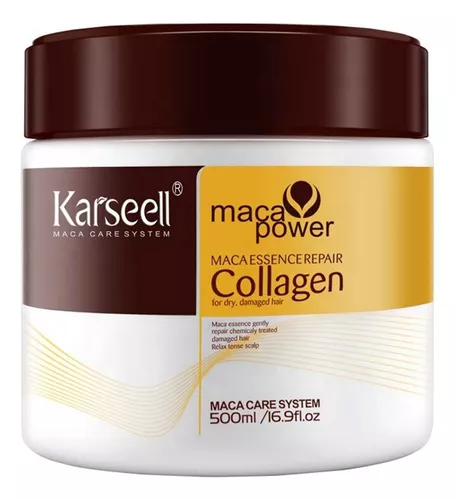 Karseell®
MACA CARE SYSTEM
maca
power
MACA ESSENCE REPAIR
Collagen
for dry, damaged hair
Maca essence gently
repair chemicaly treated
damaged hair
Relax tense scalp
MACA CARE SYSTEM
500ml /16.9fl.oz